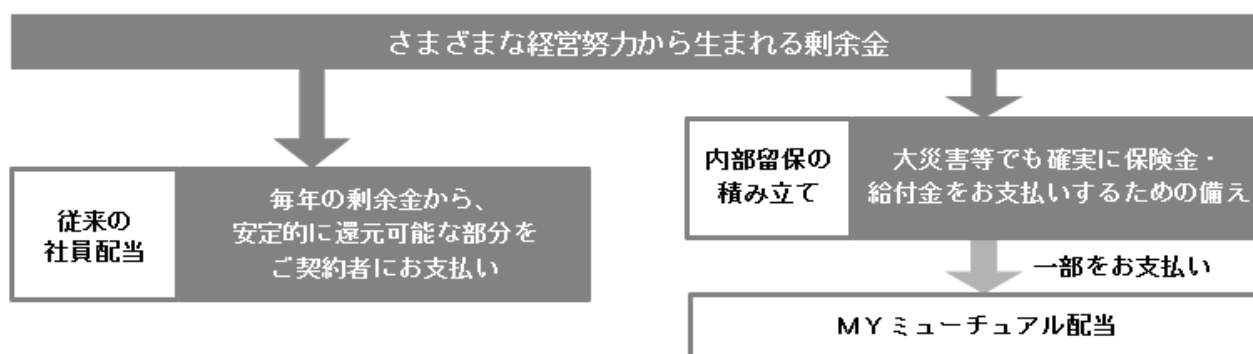 さまざまな経営努力から生まれる剰余金
従来の
社員配当
毎年の剰余金から、
安定的に還元可能な部分を
ご契約者にお支払い
内部留保の
積み立て
大災害等でも確実に保険金・
給付金をお支払いするための備え
一部をお支払い
MYミューチュアル配当